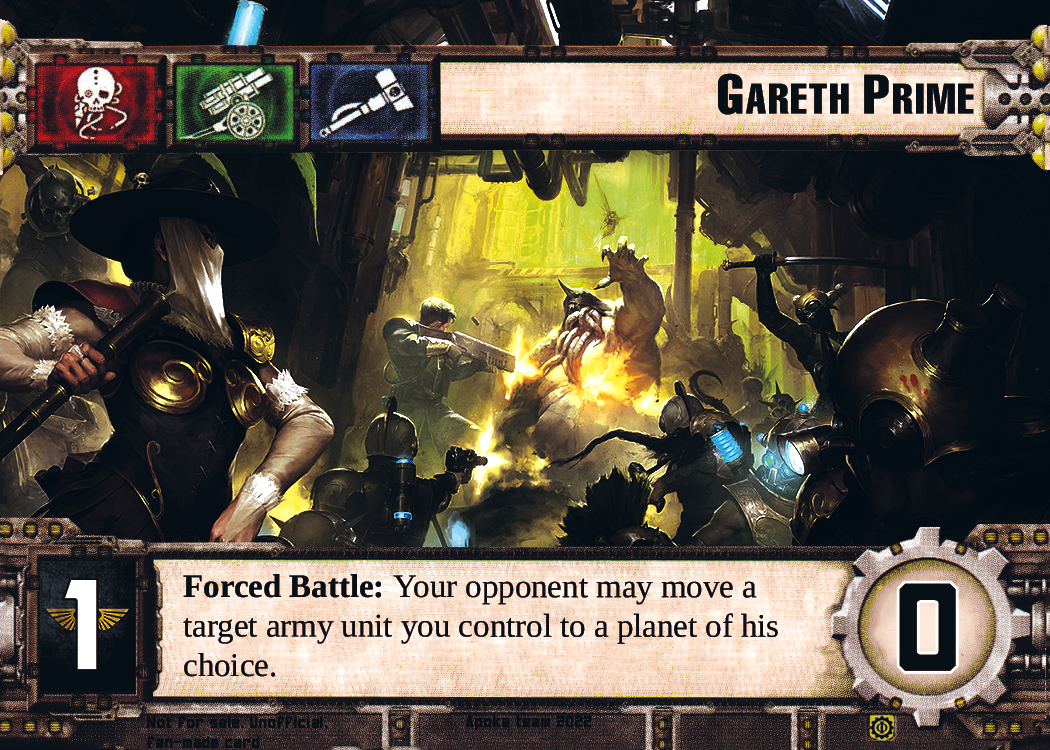 GARETH PRIME
1
Forced Battle: Your opponent may move a
target army unit you control to a planet of his
choice.
0
Not for sale. Unofficial.
Fan-made card
Apoka team 2022